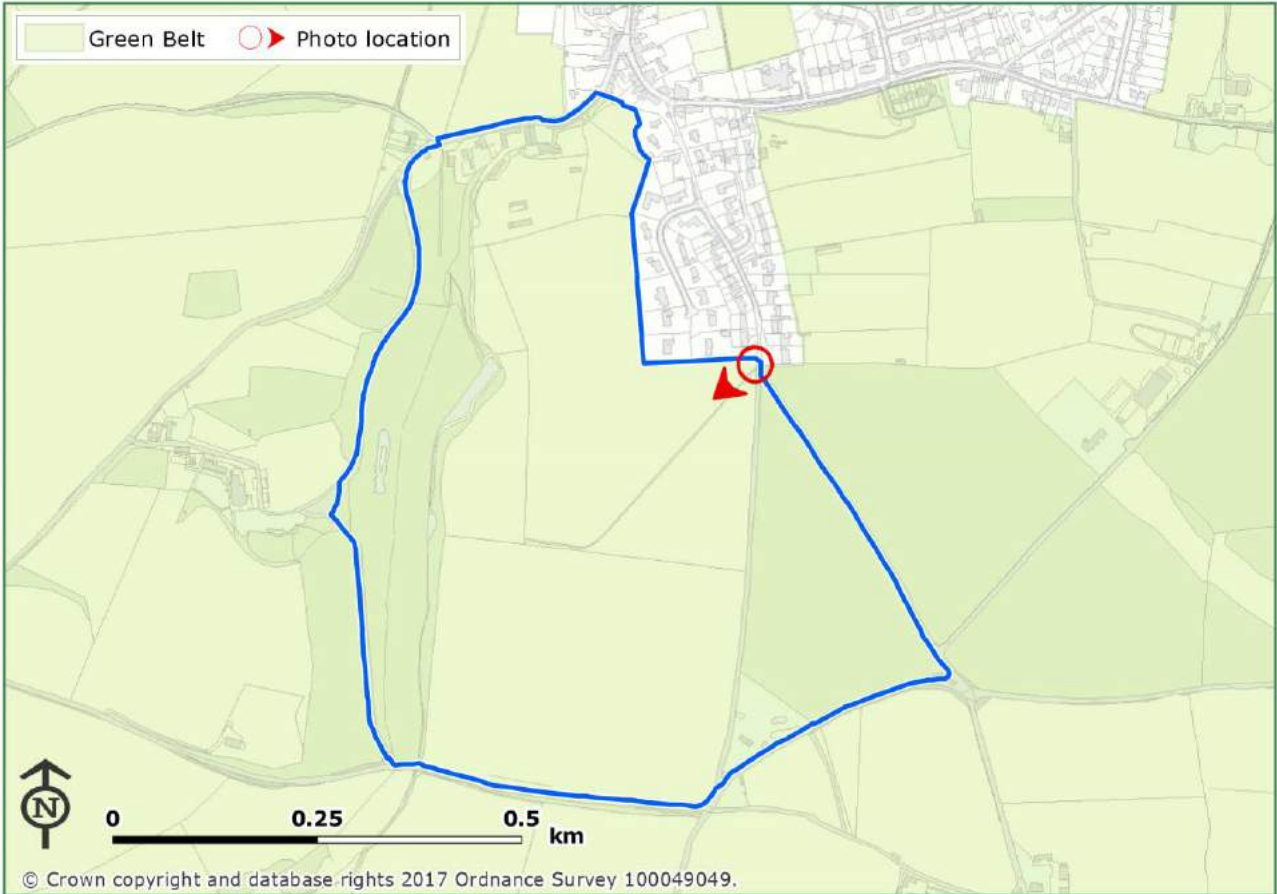 Green Belt Photo location
N
0 0.25 0.5
km
© Crown copyright and database rights 2017 Ordnance Survey 100049049.